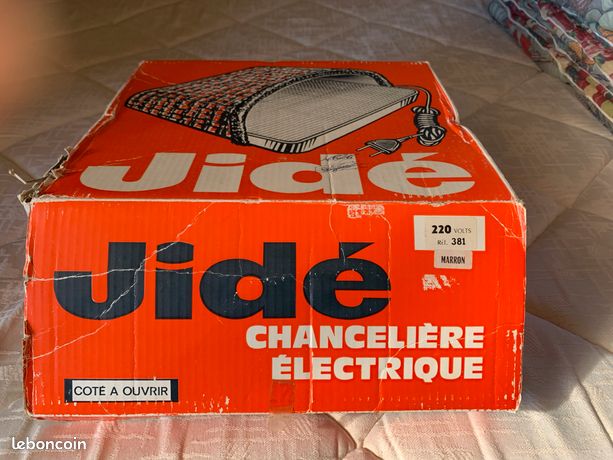 Jidé
220 VOLTS
Réf. 381
MARRON
Jidé
CHANCELIÈRE
ÉLECTRIQUE
COTÉ A OUVRIR
leboncoin